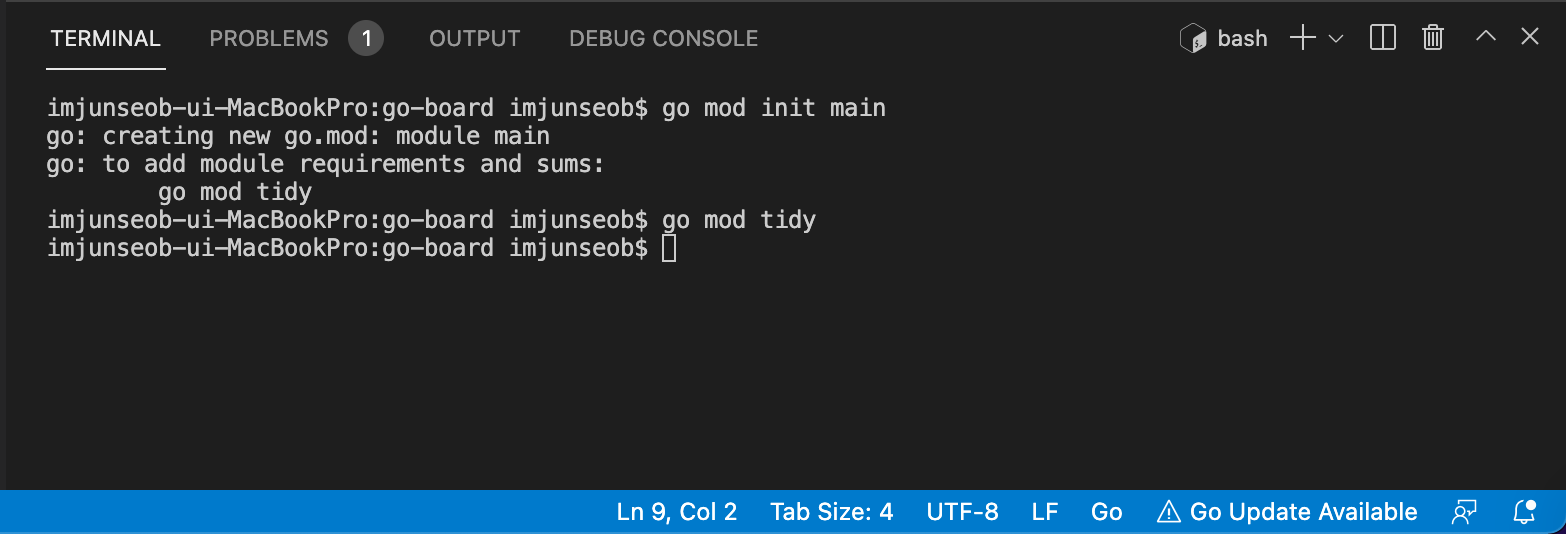 TERMINAL PROBLEMS 1 OUTPUT DEBUG CONSOLE bash
imjunseob-ui-MacBookPro:go-board imjunseob$ go mod init main
go: creating new go.mod: module main
go: to add module requirements and sums:
        go mod tidy
imjunseob-ui-MacBookPro:go-board imjunseob$ go mod tidy
imjunseob-ui-MacBookPro:go-board imjunseob$
Ln 9, Col 2 Tab Size: 4 UTF-8 LF Go Go Update Available